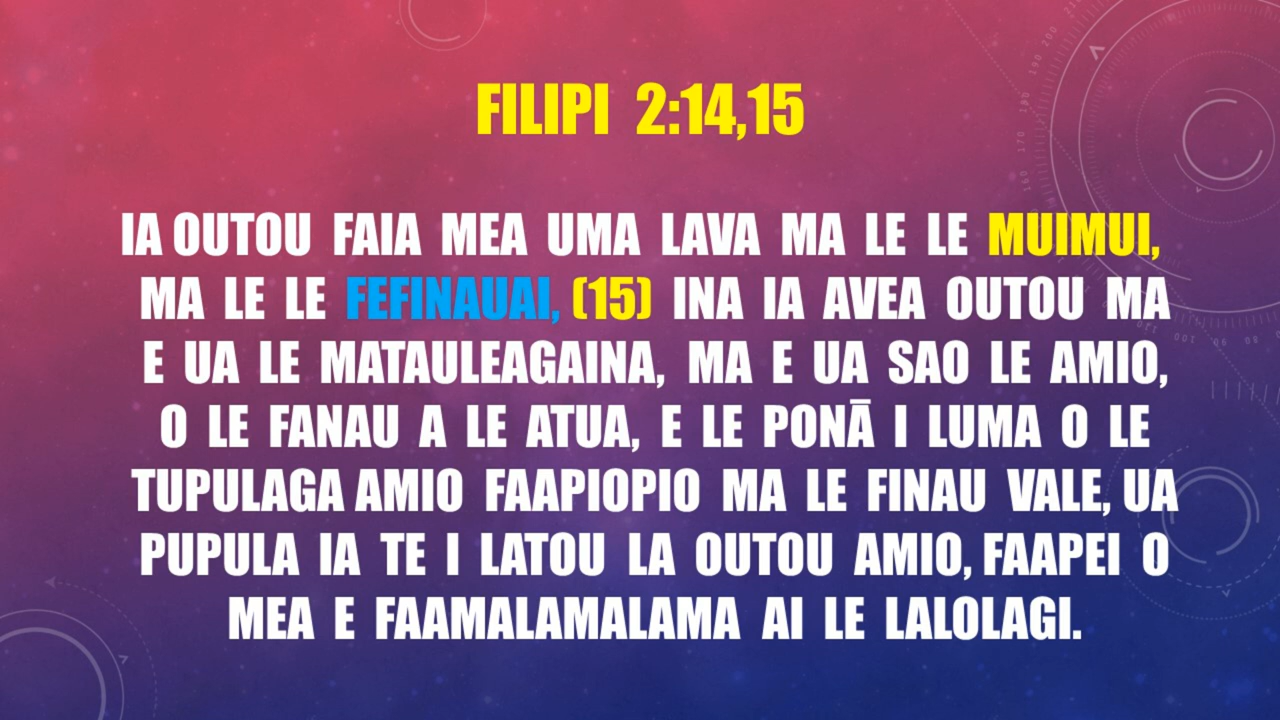 FILIPI 2:14,15
IA OUTOU FAIA MEA UMA LAVA MA LE LE MUIMUI,
MA LE LE FEFINAUAI, (15) INA IA AVEA OUTOU MA
E UA LE MATAULEAGAINA, MA E UA SAO LE AMIO,
O LE FANAU A LE ATUA, E LE PONĀ I LUMA O LE
TUPULAGA AMIO FAAPIOPIO MA LE FINAU VALE, UA
PUPULA IA TE I LATOU LA OUTOU AMIO, FAAPEI O
MEA E FAAMALAMALAMA AI LE LALOLAGI.